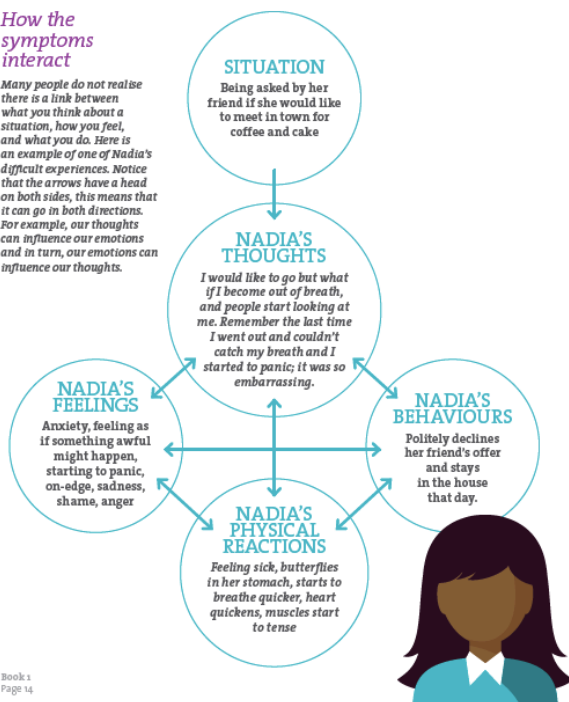 How the
symptoms
interact
Many people do not realise
there is a link between
what you think about a
situation, how you feel,
and what you do. Here is
an example of one of Nadia's
difficult experiences. Notice
that the arrows have a head
on both sides, this means that
it can go in both directions.
For example, our thoughts
can influence our emotions
and in turn, our emotions can
influence our thoughts.
SITUATION
Being asked by her
friend if she would like
to meet in town for
coffee and cake
NADIA'S
THOUGHTS
I would like to go but what
if I become out of breath,
and people start looking at
me. Remember the last time
I went out and couldn't
catch my breath and I
started to panic; it was so
embarrassing.
NADIA'S
FEELINGS
Anxiety, feeling as
if something awful
might happen,
starting to panic,
on-edge, sadness,
shame, anger
NADIA'S
BEHAVIOURS
Politely declines
her friend's offer
and stays
in the house
that day.
NADIA'S
PHYSICAL
REACTIONS
Feeling sick, butterflies
in her stomach, starts to
breathe quicker, heart
quickens, muscles start
to tense
Book 1
Page 14